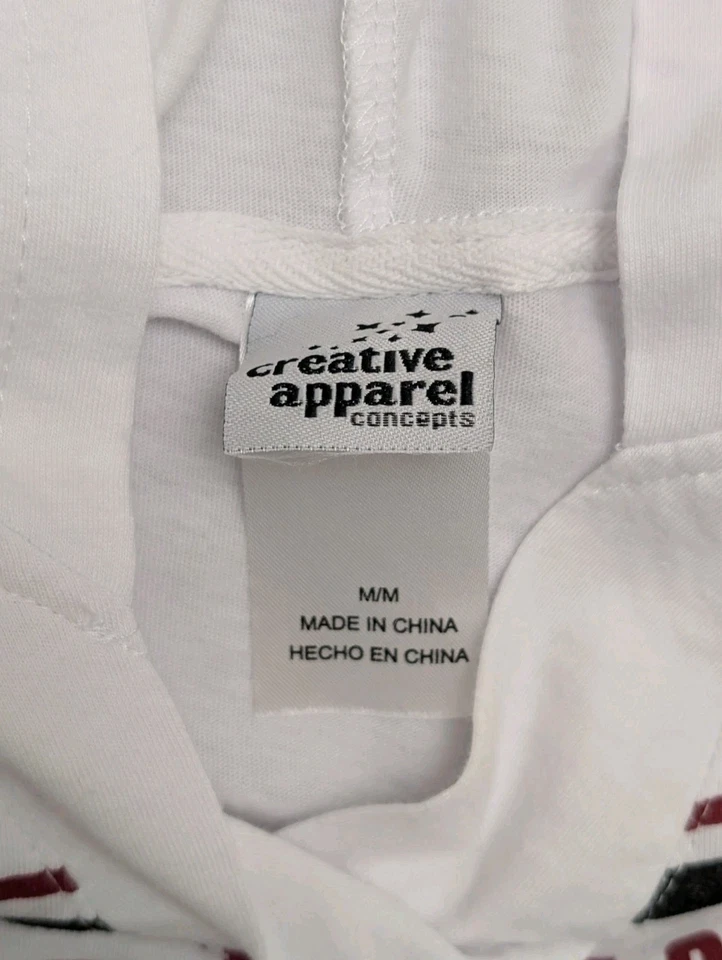 creative
apparel
concepts
M/M
MADE IN CHINA
HECHO EN CHINA